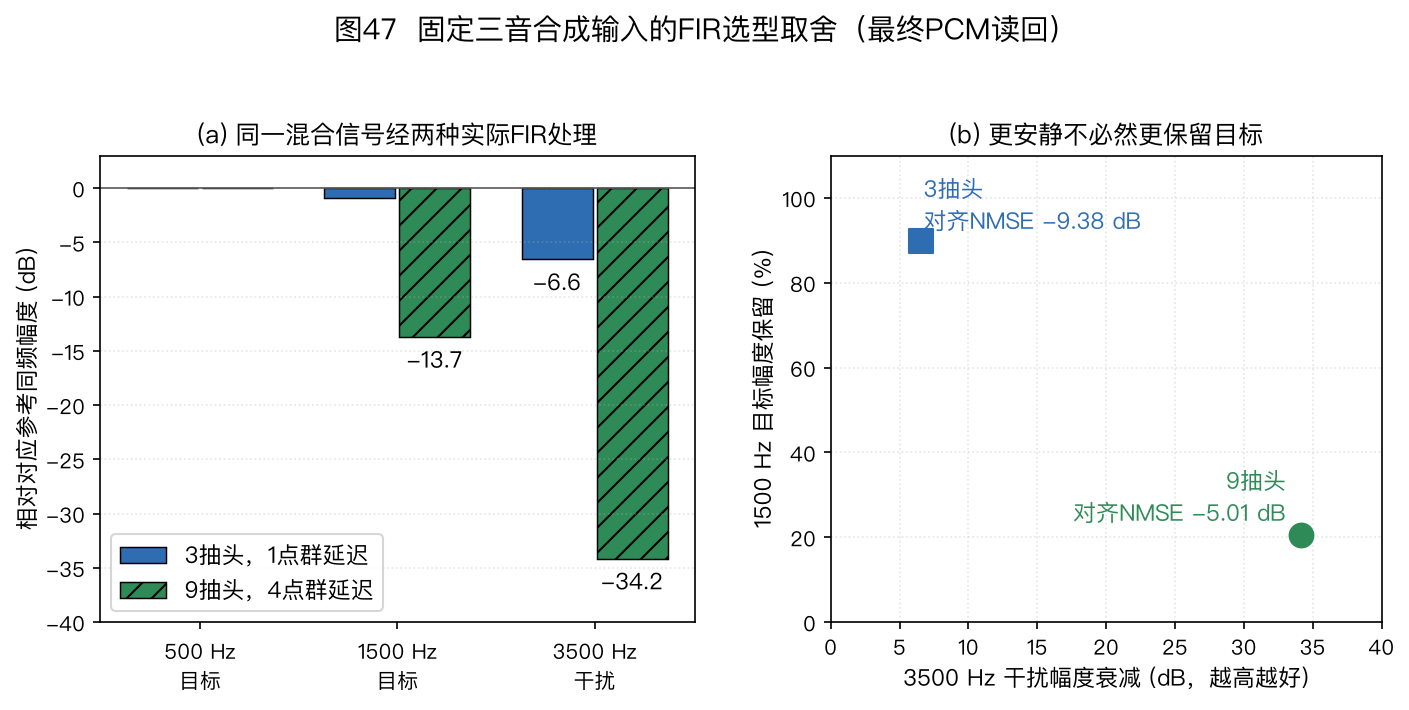 图47  固定三音合成输入的FIR选型取舍（最终PCM读回）
(a) 同一混合信号经两种实际FIR处理
相对对应参考同频幅度 (dB)
0
−5
−10
−15
−20
−25
−30
−35
−40
−13.7
−6.6
−34.2
3抽头，1点群延迟
9抽头，4点群延迟
500 Hz
目标
1500 Hz
目标
3500 Hz
干扰
(b) 更安静不必然更保留目标
1500 Hz 目标幅度保留 (%)
100
80
60
40
20
0
3抽头
对齐NMSE −9.38 dB
9抽头
对齐NMSE −5.01 dB
0 5 10 15 20 25 30 35 40
3500 Hz 干扰幅度衰减 (dB，越高越好)